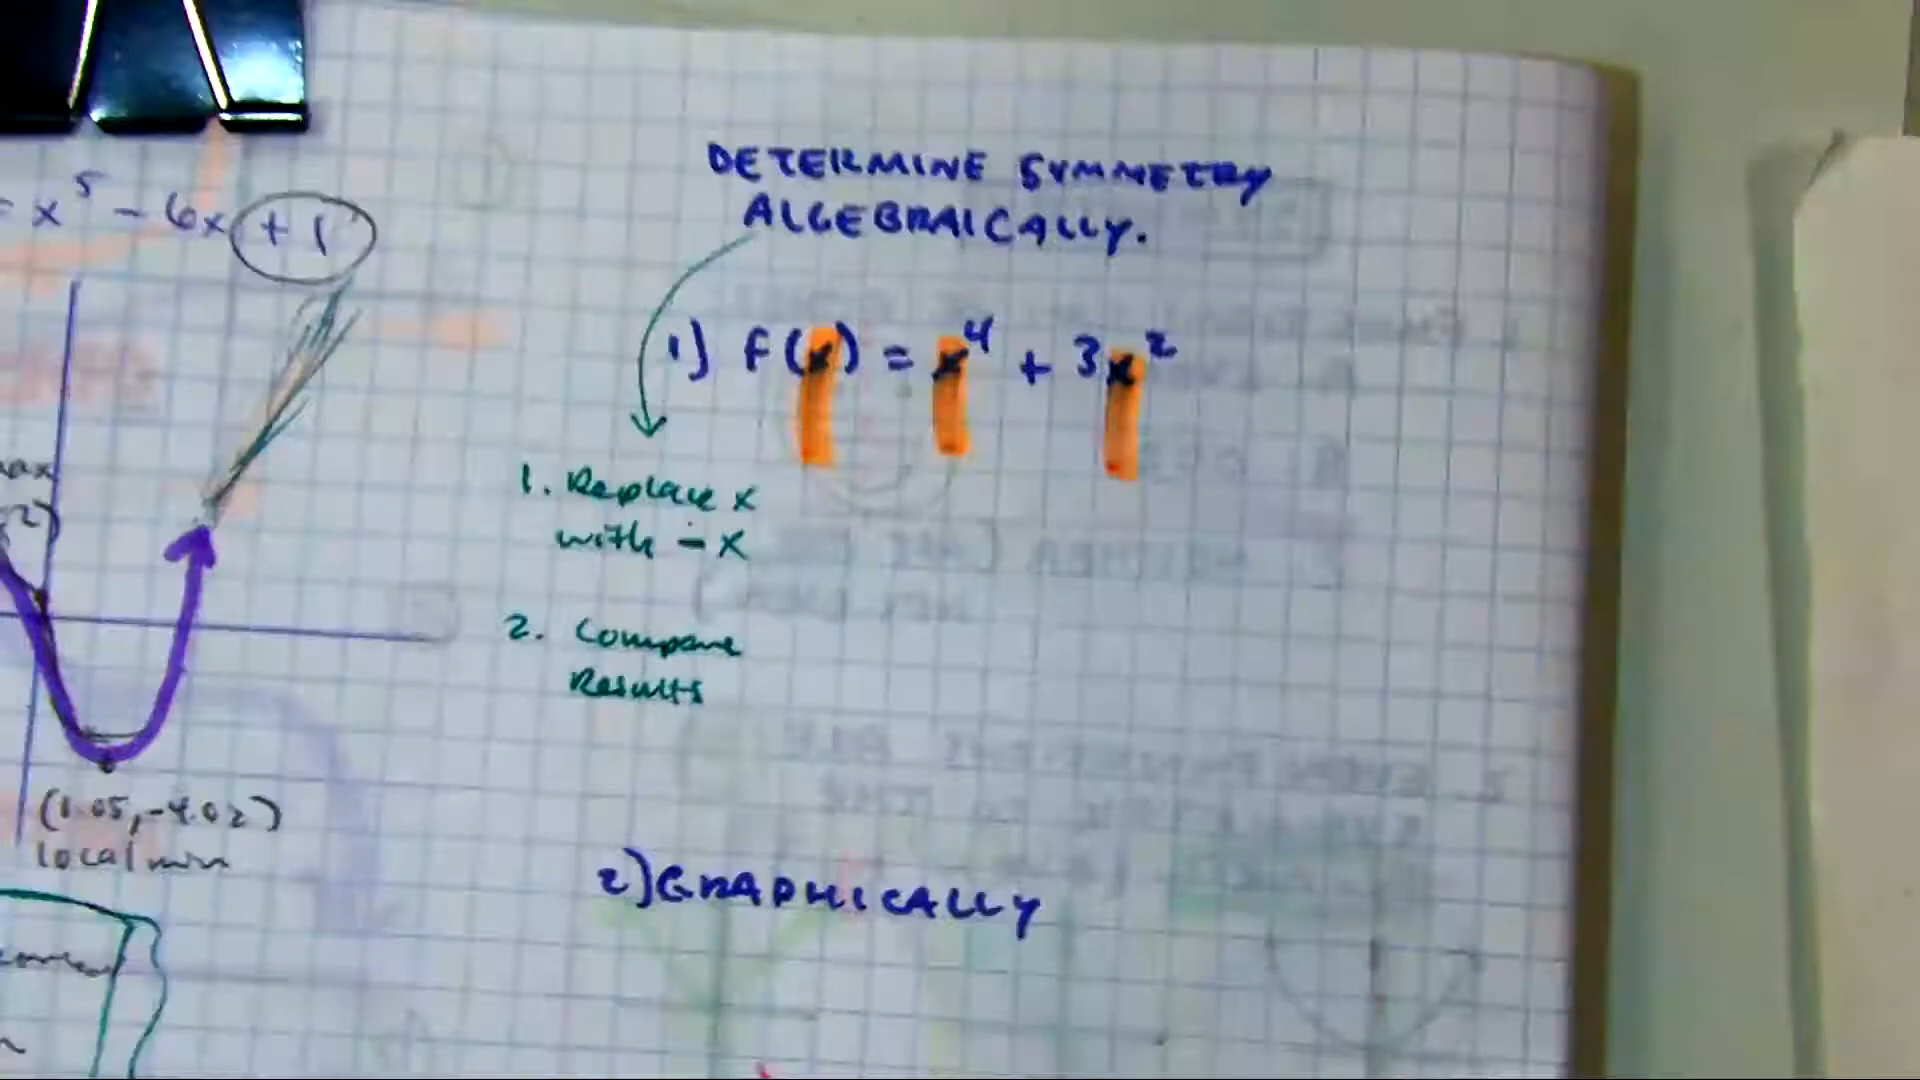 = x⁵ - 6x + 1
(1.05, -4.02)
local min
DETERMINE SYMMETRY
ALGEBRAICALLY.
1) f(x) = x⁴ + 3x²
1. Replace x
with -x
2. Compare
Results
2) GRAPHICALLY